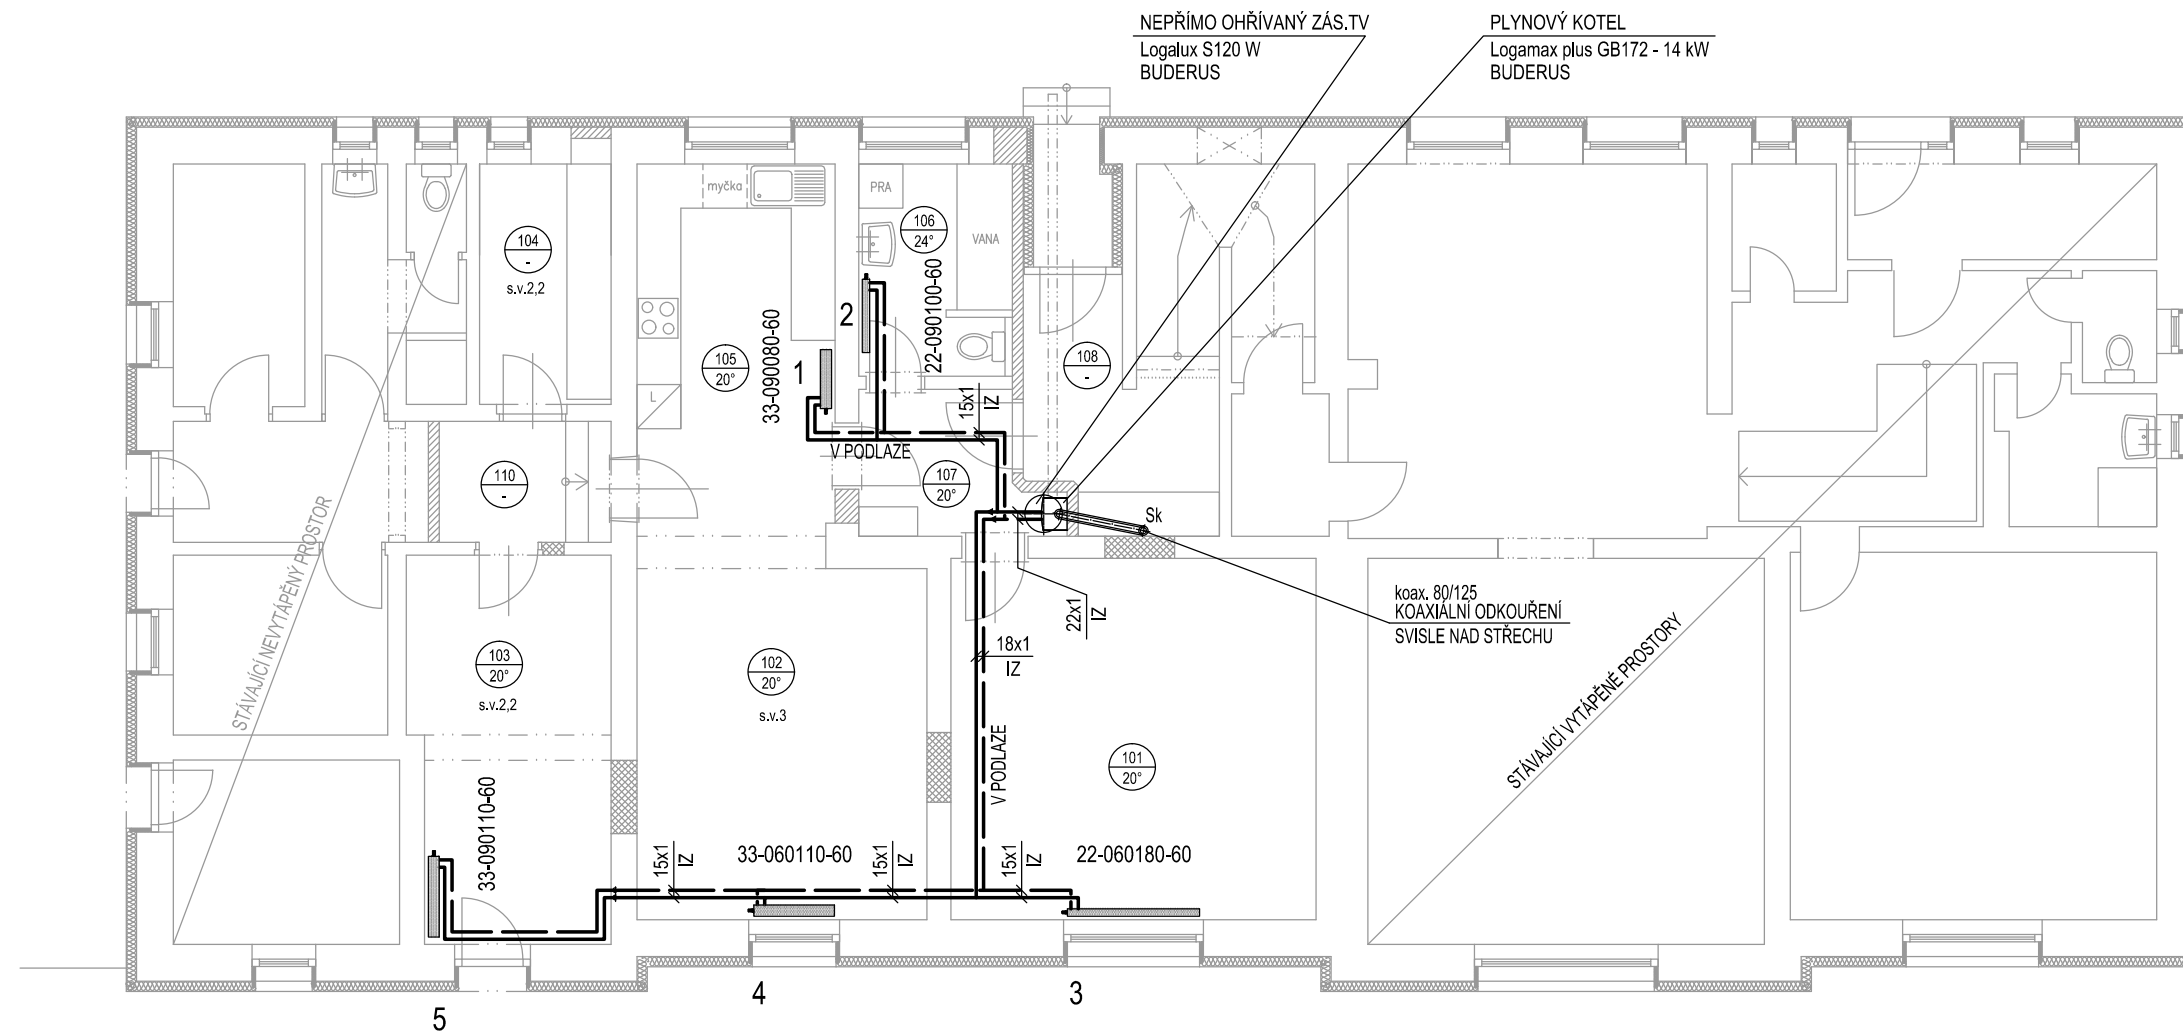 NEPŘÍMO OHŘÍVANÝ ZÁS.TV
Logalux S120 W
BUDERUS
PLYNOVÝ KOTEL
Logamax plus GB172 - 14 kW
BUDERUS
myčka
PRA
VANA
106
24°
104
-
s.v.2,2
22-090100-60
2
33-090080-60
1
105
20°
108
-
L
15x1
IZ
V PODLAZE
107
20°
110
-
Sk
STÁVAJÍCÍ NEVYTÁPĚNÝ PROSTOR
koax. 80/125
KOAXIÁLNÍ ODKOUŘENÍ
SVISLE NAD STŘECHU
22x1
IZ
18x1
IZ
103
20°
s.v.2,2
102
20°
s.v.3
STÁVAJÍCÍ VYTÁPĚNÉ PROSTORY
V PODLAZE
101
20°
33-090110-60
15x1
IZ
33-060110-60
15x1
IZ
15x1
IZ
22-060180-60
5
4
3